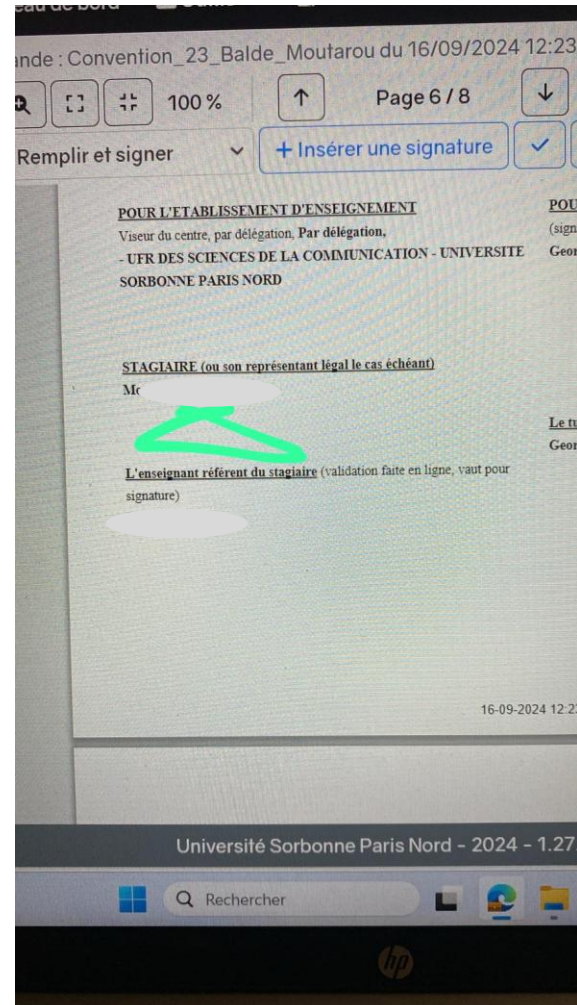 ande : Convention_23_Balde_Moutarou du 16/09/2024 12:23
100 %
Page 6 / 8
Remplir et signer
+ Insérer une signature
POUR L'ETABLISSEMENT D'ENSEIGNEMENT
Viseur du centre, par délégation, Par délégation,
- UFR DES SCIENCES DE LA COMMUNICATION - UNIVERSITE
SORBONNE PARIS NORD
POU
(sign
Geor
STAGIAIRE (ou son représentant légal le cas échéant)
Le tu
Geor
L'enseignant référent du stagiaire (validation faite en ligne, vaut pour
signature)
16-09-2024 12:2
Université Sorbonne Paris Nord - 2024 - 1.27.
Rechercher
hp